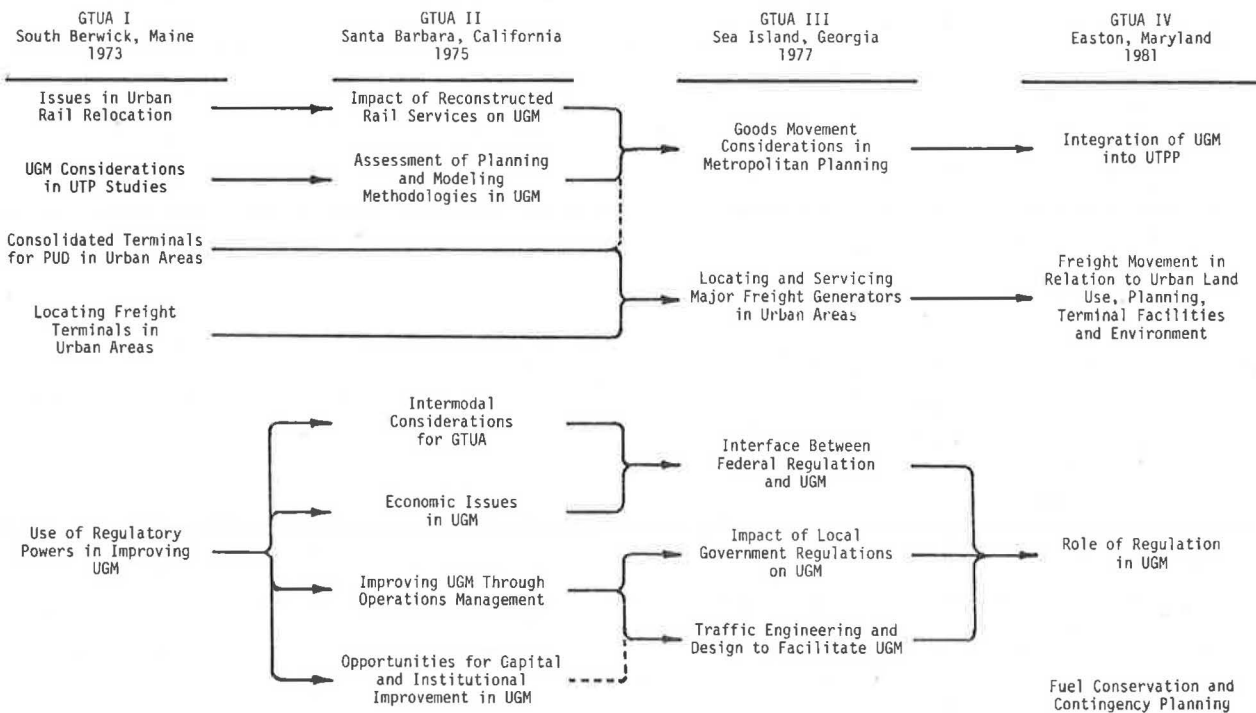 GTUA I
South Berwick, Maine
1973
GTUA II
Santa Barbara, California
1975
GTUA III
Sea Island, Georgia
1977
GTUA IV
Easton, Maryland
1981
Issues in Urban
Rail Relocation
Impact of Reconstructed
Rail Services on UGM
Goods Movement
Considerations in
Metropolitan Planning
Integration of UGM
into UTPP
UGM Considerations
in UTP Studies
Assessment of Planning
and Modeling
Methodologies in UGM
Consolidated Terminals
for PUD in Urban Areas
Locating and Servicing
Major Freight Generators
in Urban Areas
Freight Movement in
Relation to Urban Land
Use, Planning,
Terminal Facilities
and Environment
Locating Freight
Terminals in
Urban Areas
Intermodal
Considerations
for GTUA
Interface Between
Federal Regulation
and UGM
Economic Issues
in UGM
Use of Regulatory
Powers in Improving
UGM
Impact of Local
Government Regulations
on UGM
Role of Regulation
in UGM
Improving UGM Through
Operations Management
Traffic Engineering and
Design to Facilitate UGM
Opportunities for Capital
and Institutional
Improvement in UGM
Fuel Conservation and
Contingency Planning